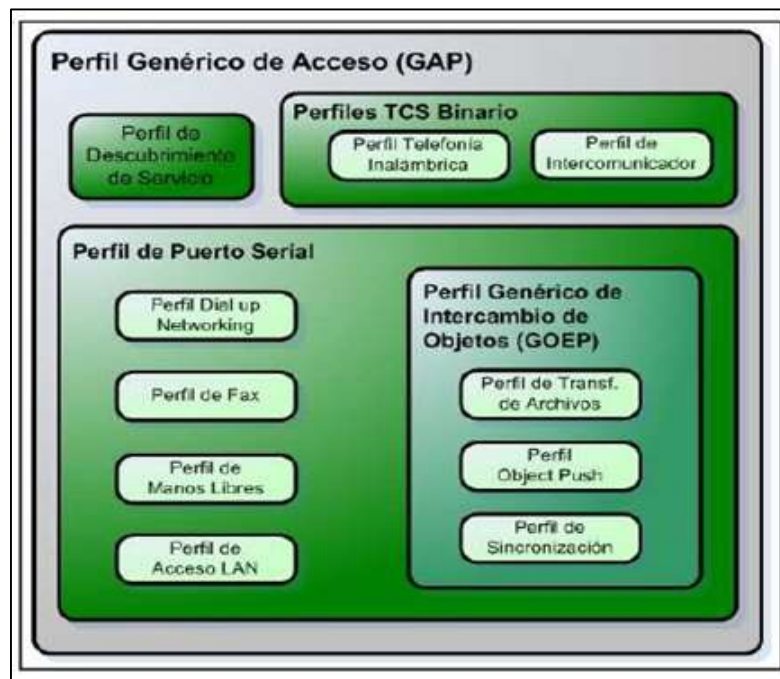 Perfil Genérico de Acceso (GAP)
Perfil de
Descubrimiento
de Servicio
Perfiles TCS Binario
Perfil Telefonía
Inalámbrica
Perfil de
Intercomunicador
Perfil de Puerto Serial
Perfil Dial up
Networking
Perfil de Fax
Perfil de
Manos Libres
Perfil de
Acceso LAN
Perfil Genérico de
Intercambio de
Objetos (GOEP)
Perfil de Transf.
de Archivos
Perfil
Object Push
Perfil de
Sincronización